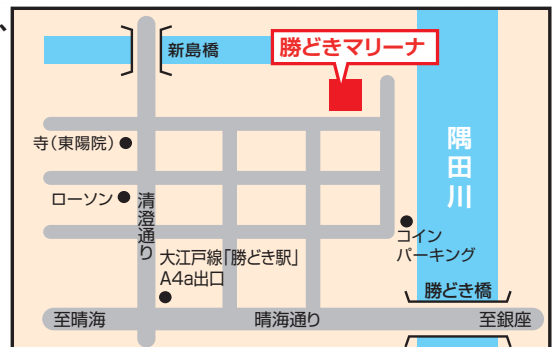 、
新島橋
勝どきマリーナ
寺(東陽院)
隅田川
ローソン
清澄通り
コイン
パーキング
大江戸線「勝どき駅」
A4a出口
勝どき橋
至晴海
晴海通り
至銀座